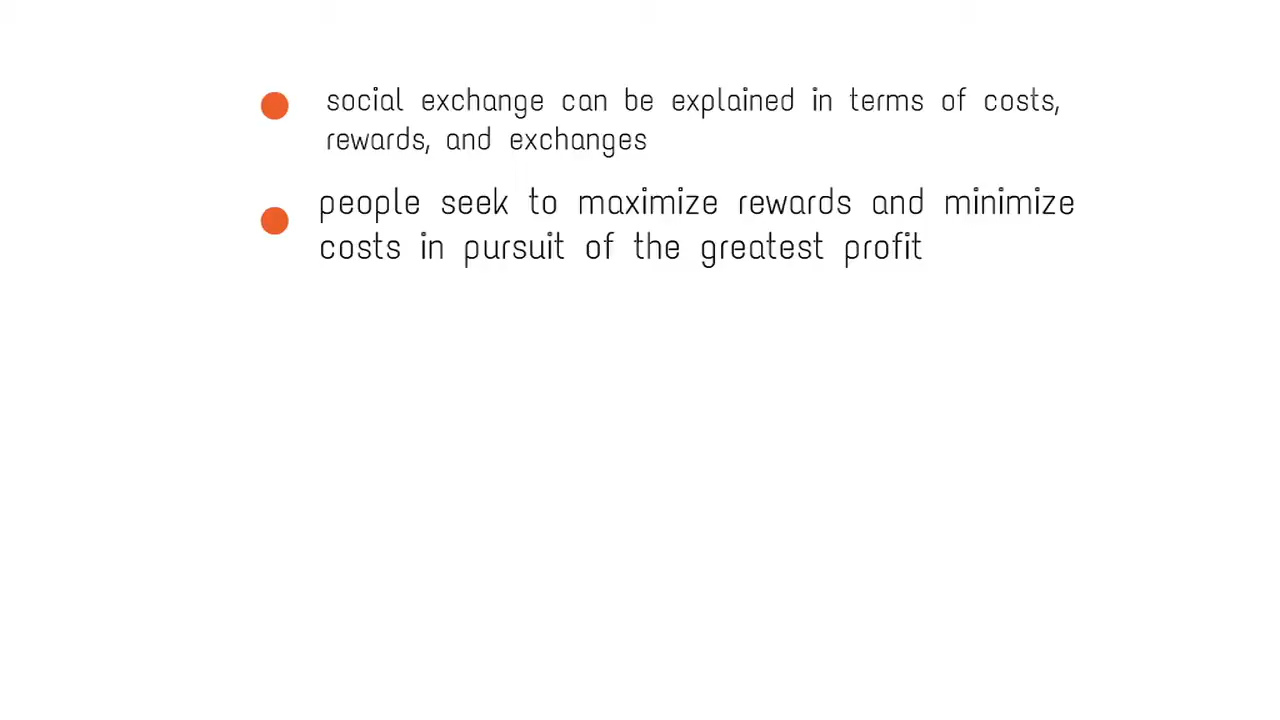 social exchange can be explained in terms of costs,
rewards, and exchanges
people seek to maximize rewards and minimize
costs in pursuit of the greatest profit